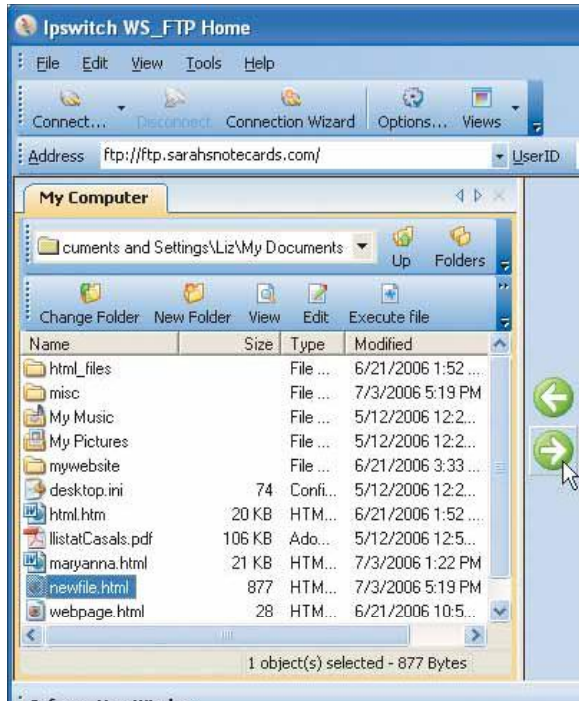 Ipswitch WS_FTP Home
File Edit View Tools Help
Connect... Disconnect Connection Wizard Options... Views
Address ftp://ftp.sarahsnotecards.com/ UserID
My Computer
cuments and Settings\Liz\My Documents Up Folders
Change Folder New Folder View Edit Execute file
Name Size Type Modified
html_files File ... 6/21/2006 1:52 ...
misc File ... 7/3/2006 5:19 PM
My Music File ... 5/12/2006 12:2...
My Pictures File ... 5/12/2006 12:2...
mywebsite File ... 6/21/2006 3:33 ...
desktop.ini 74 Confi... 5/12/2006 12:2...
html.htm 20 KB HTM... 6/21/2006 1:52 ...
llistatCasals.pdf 106 KB Ado... 5/12/2006 12:5...
maryanna.html 21 KB HTM... 7/3/2006 1:22 PM
newfile.html 877 HTM... 7/3/2006 5:19 PM
webpage.html 28 HTM... 6/21/2006 10:5...
1 object(s) selected - 877 Bytes